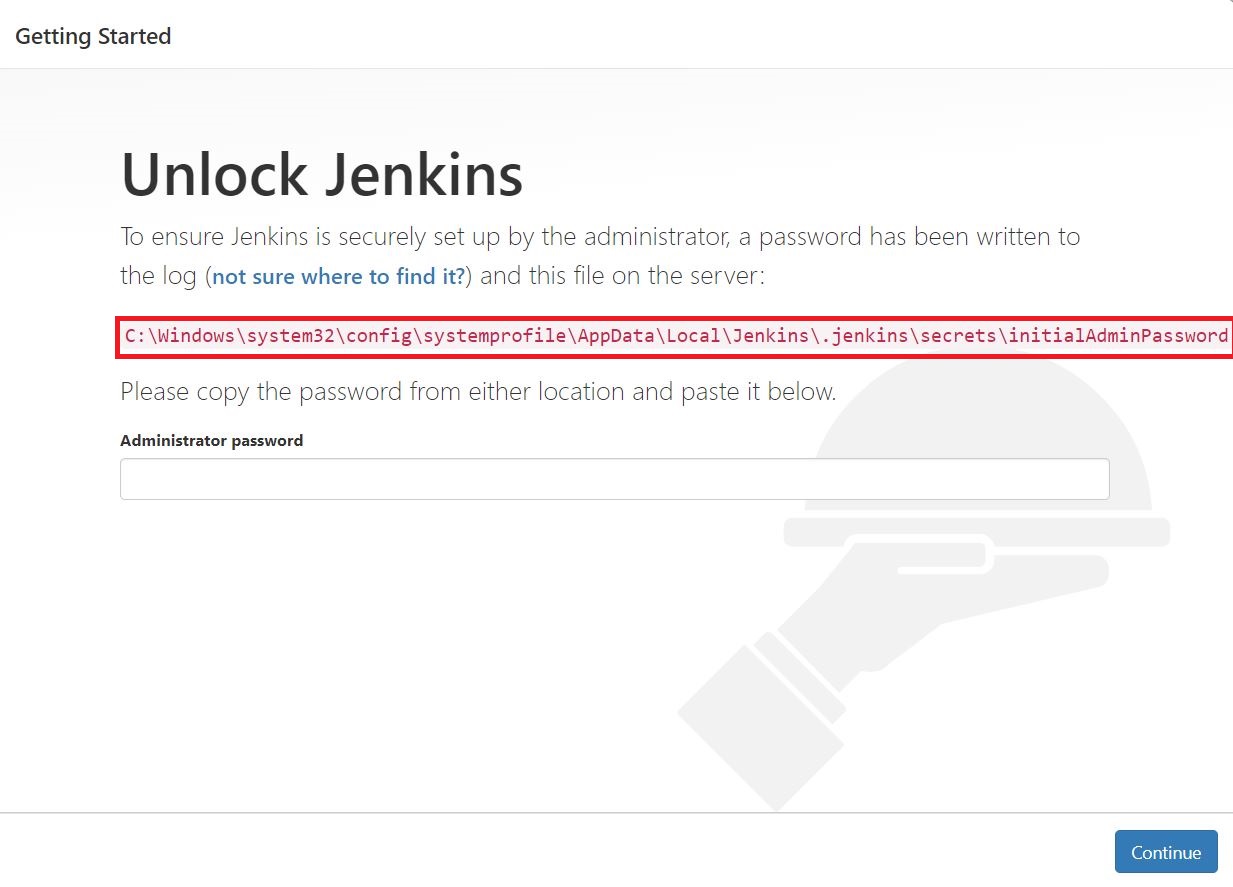 Getting Started
Unlock Jenkins
To ensure Jenkins is securely set up by the administrator, a password has been written to
the log (not sure where to find it?) and this file on the server:
C:\Windows\system32\config\systemprofile\AppData\Local\Jenkins\.jenkins\secrets\initialAdminPassword
Please copy the password from either location and paste it below.
Administrator password
Continue